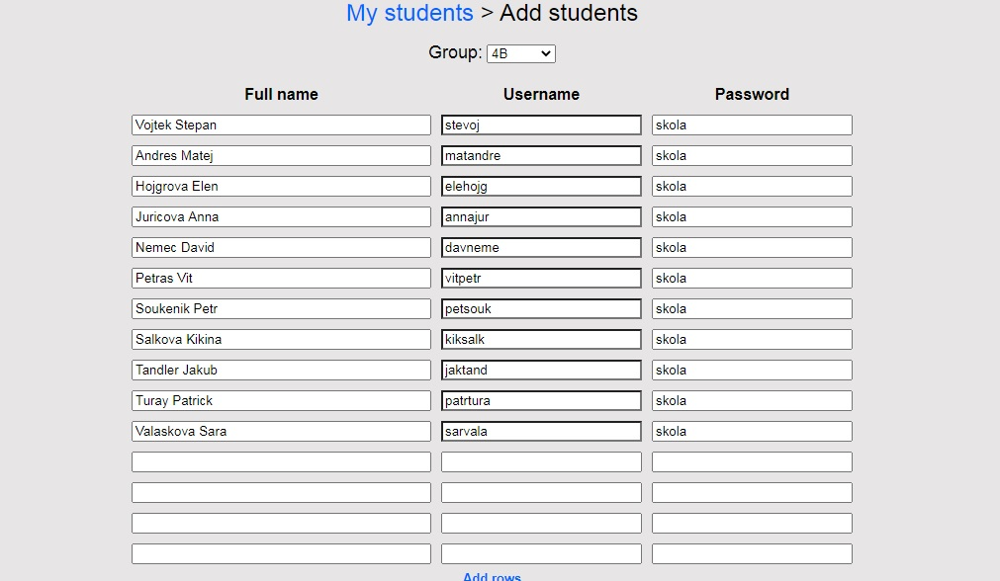 My students > Add students
Group: 4B
Full name Username Password
Vojtek Stepan stevoj skola
Andres Matej matandre skola
Hojgrova Elen elehojg skola
Juricova Anna annajur skola
Nemec David davneme skola
Petras Vit vitpetr skola
Soukenik Petr petsouk skola
Salkova Kikina kiksalk skola
Tandler Jakub jaktand skola
Turay Patrick patrtura skola
Valaskova Sara sarvala skola
Add rows